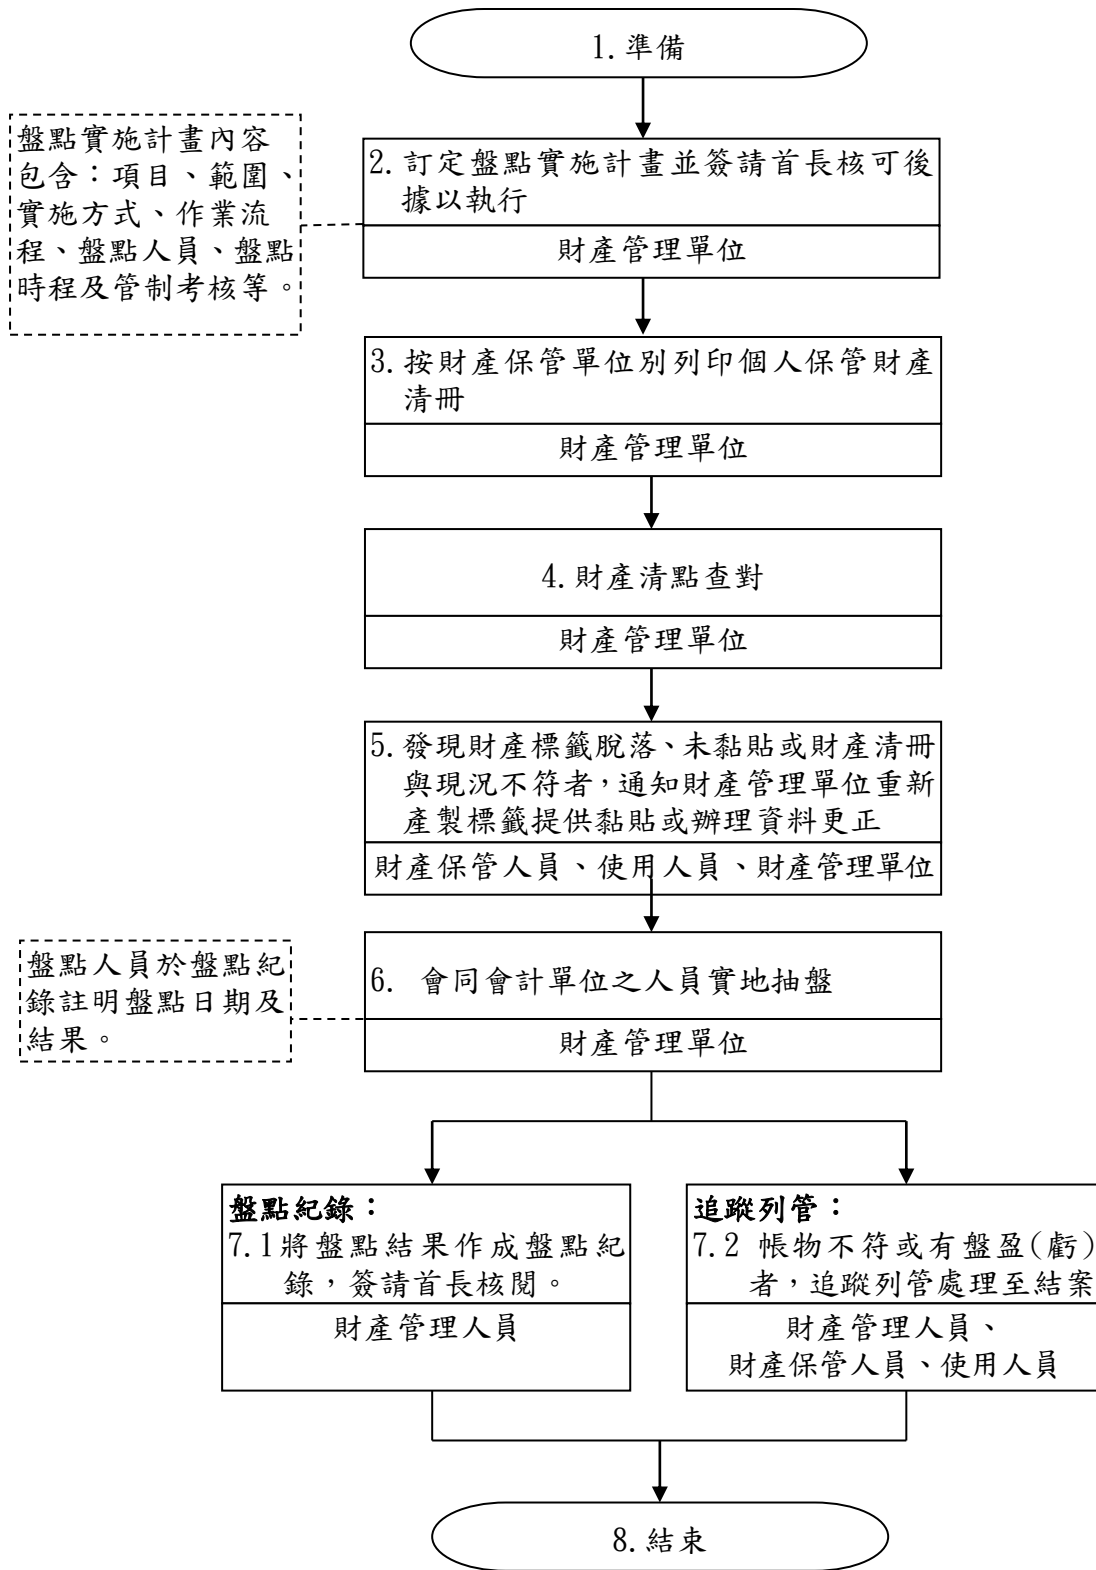 1.準備
盤點實施計畫內容
包含：項目、範圍、
實施方式、作業流
程、盤點人員、盤點
時程及管制考核等。
2.訂定盤點實施計畫並簽請首長核可後
據以執行
財產管理單位
3.按財產保管單位別列印個人保管財產
清冊
財產管理單位
4.財產清點查對
財產管理單位
5.發現財產標籤脫落、未黏貼或財產清冊
與現況不符者，通知財產管理單位重新
產製標籤提供黏貼或辦理資料更正
財產保管人員、使用人員、財產管理單位
盤點人員於盤點紀
錄註明盤點日期及
結果。
6. 會同會計單位之人員實地抽盤
財產管理單位
盤點紀錄：
7.1將盤點結果作成盤點紀
錄，簽請首長核閱。
財產管理人員
追蹤列管：
7.2 帳物不符或有盤盈(虧)
者，追蹤列管處理至結案
財產管理人員、
財產保管人員、使用人員
8.結束